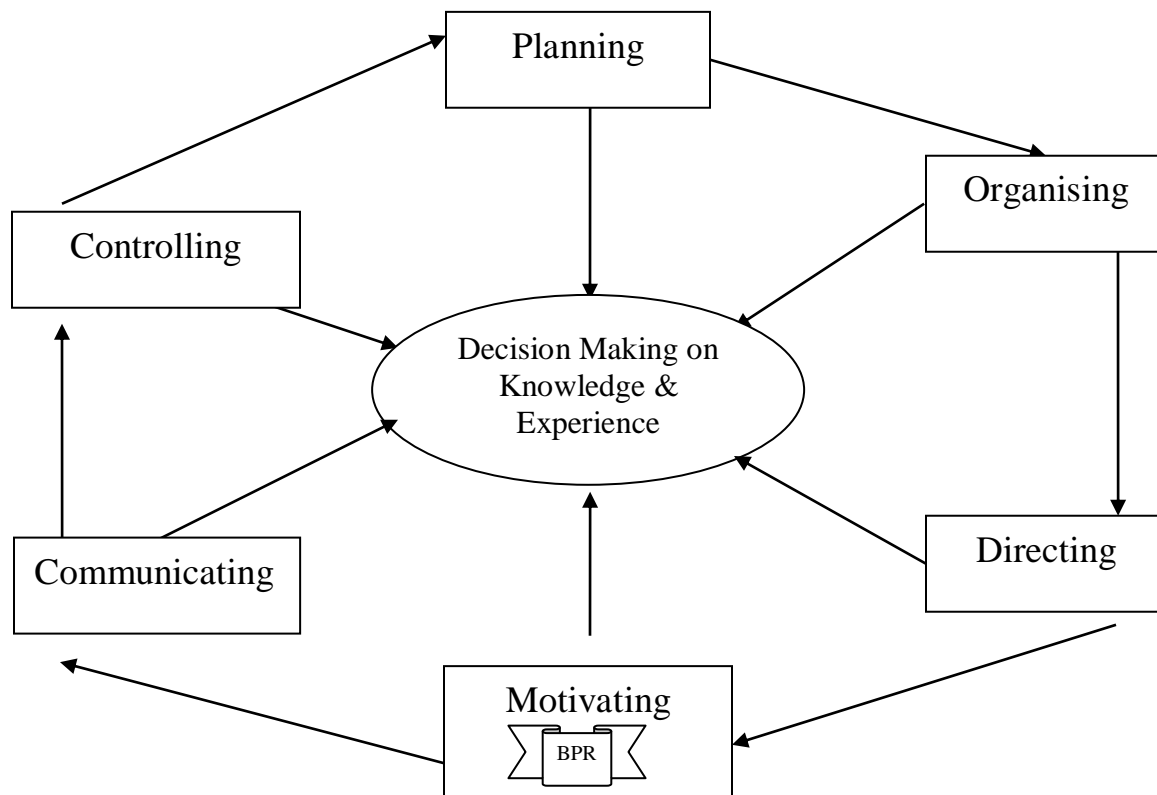 Planning
Organising
Controlling
Decision Making on
Knowledge &
Experience
Directing
Communicating
Motivating
BPR